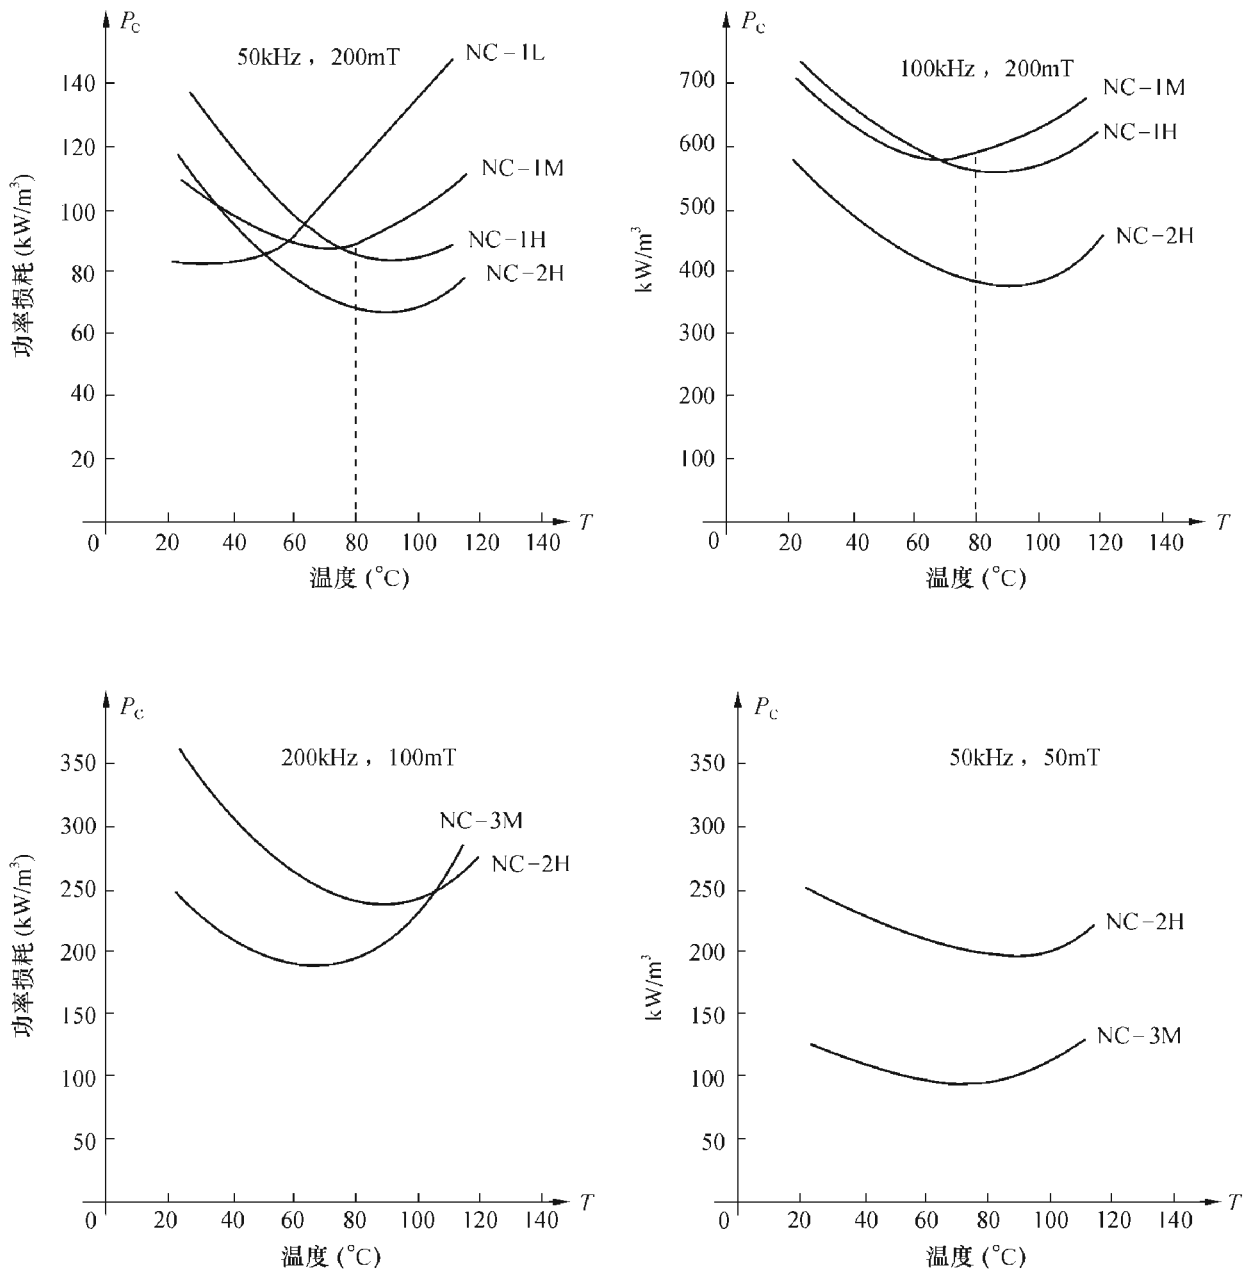 P_C
50kHz，200mT
NC-1L
NC-1M
NC-1H
NC-2H
功率损耗 (kW/m³)
140
120
100
80
60
40
20
0
20 40 60 80 100 120 140
T
温度 (°C)
P_C
100kHz，200mT
NC-1M
NC-1H
NC-2H
kW/m³
700
600
500
400
300
200
100
0
20 40 60 80 100 120 140
T
温度 (°C)
P_C
200kHz，100mT
NC-3M
NC-2H
功率损耗 (kW/m³)
350
300
250
200
150
100
50
0
20 40 60 80 100 120 140
T
温度 (°C)
P_C
50kHz，50mT
NC-2H
NC-3M
kW/m³
350
300
250
200
150
100
50
0
20 40 60 80 100 120 140
T
温度 (°C)